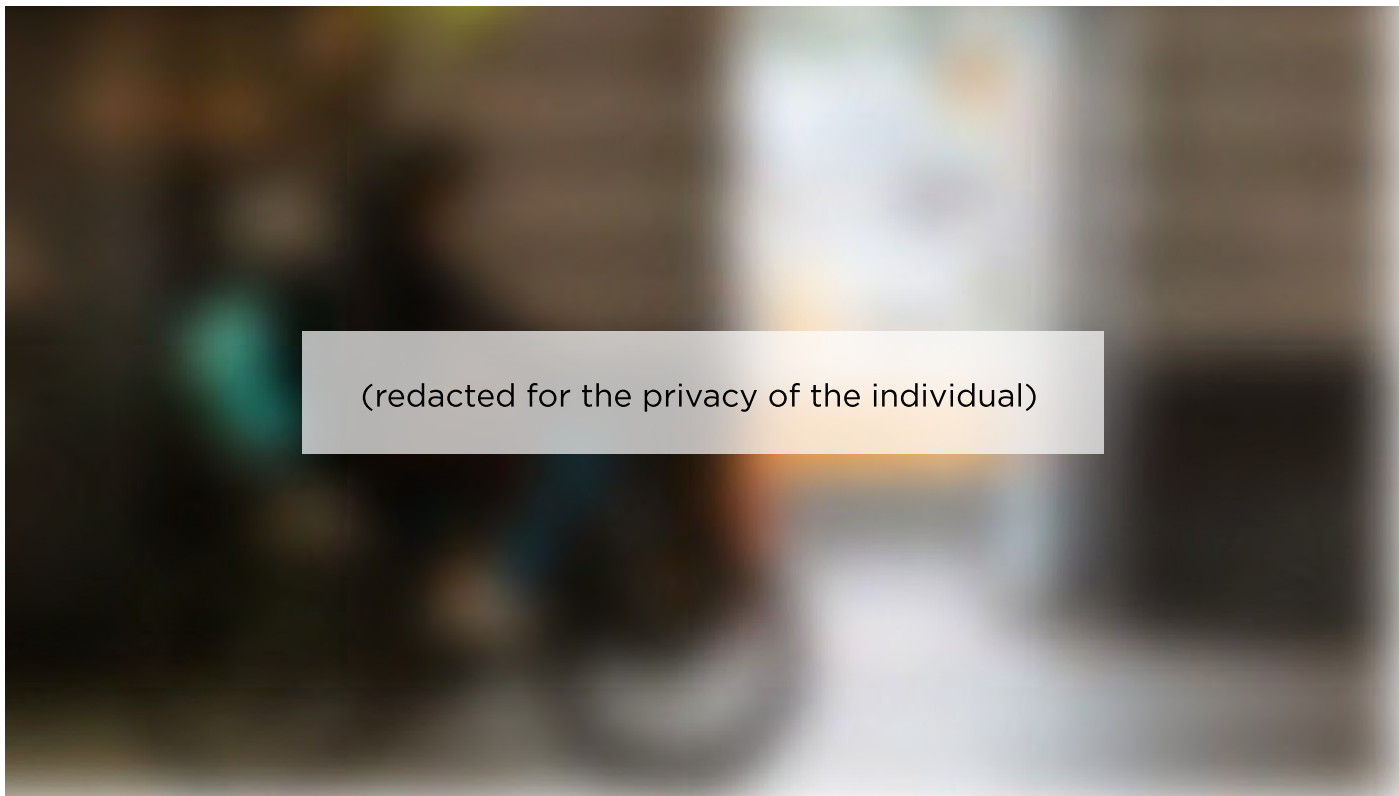 (redacted for the privacy of the individual)